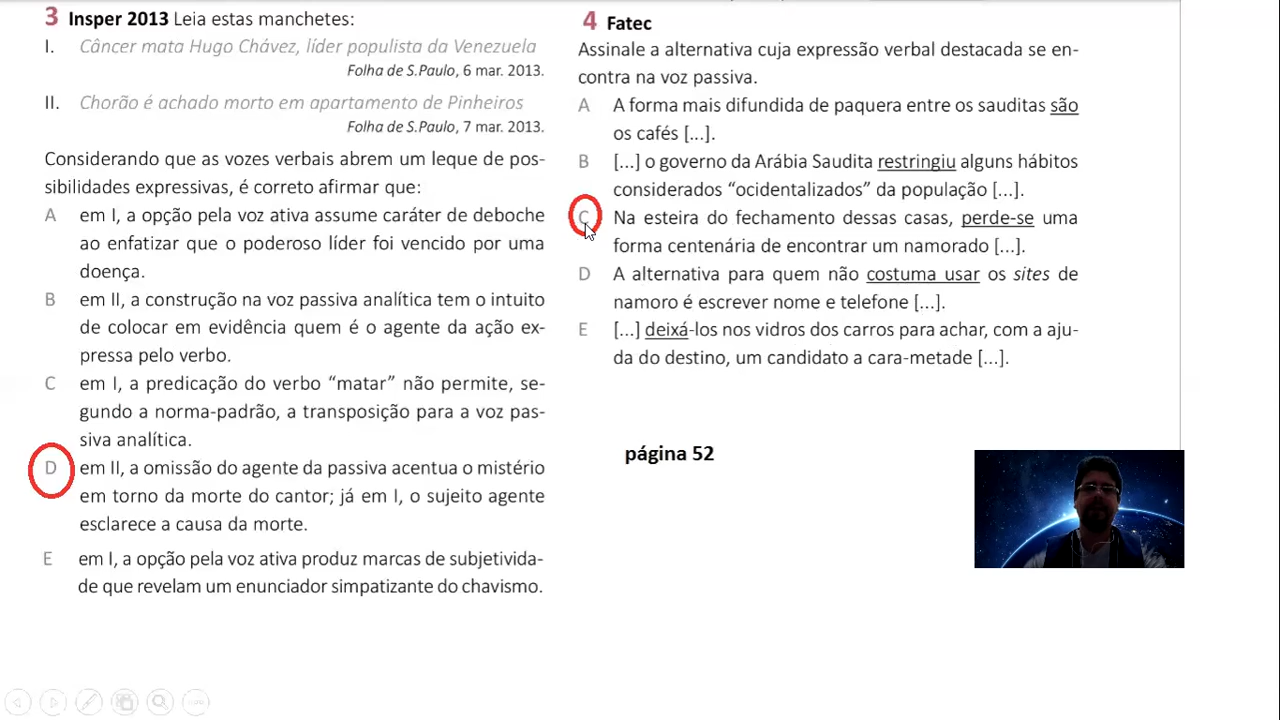 3 Insper 2013 Leia estas manchetes:
I. Câncer mata Hugo Chávez, líder populista da Venezuela
Folha de S.Paulo, 6 mar. 2013.
II. Chorão é achado morto em apartamento de Pinheiros
Folha de S.Paulo, 7 mar. 2013.
Considerando que as vozes verbais abrem um leque de pos-
sibilidades expressivas, é correto afirmar que:
A em I, a opção pela voz ativa assume caráter de deboche
ao enfatizar que o poderoso líder foi vencido por uma
doença.
B em II, a construção na voz passiva analítica tem o intuito
de colocar em evidência quem é o agente da ação ex-
pressa pelo verbo.
C em I, a predicação do verbo “matar” não permite, se-
gundo a norma-padrão, a transposição para a voz pas-
siva analítica.
D em II, a omissão do agente da passiva acentua o mistério
em torno da morte do cantor; já em I, o sujeito agente
esclarece a causa da morte.
E em I, a opção pela voz ativa produz marcas de subjetivida-
de que revelam um enunciador simpatizante do chavismo.
4 Fatec
Assinale a alternativa cuja expressão verbal destacada se en-
contra na voz passiva.
A A forma mais difundida de paquera entre os sauditas são
os cafés [...].
B [...] o governo da Arábia Saudita restringiu alguns hábitos
considerados “ocidentalizados” da população [...].
C Na esteira do fechamento dessas casas, perde-se uma
forma centenária de encontrar um namorado [...].
D A alternativa para quem não costuma usar os sites de
namoro é escrever nome e telefone [...].
E [...] deixá-los nos vidros dos carros para achar, com a aju-
da do destino, um candidato a cara-metade [...].
página 52